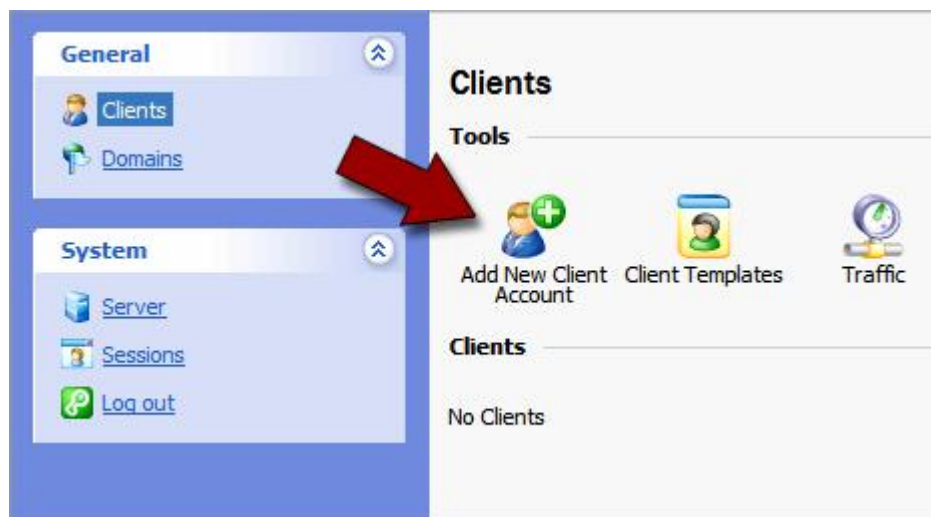 General
Clients
Domains
System
Server
Sessions
Log out
Clients
Tools
Add New Client
Account
Client Templates
Traffic
Clients
No Clients